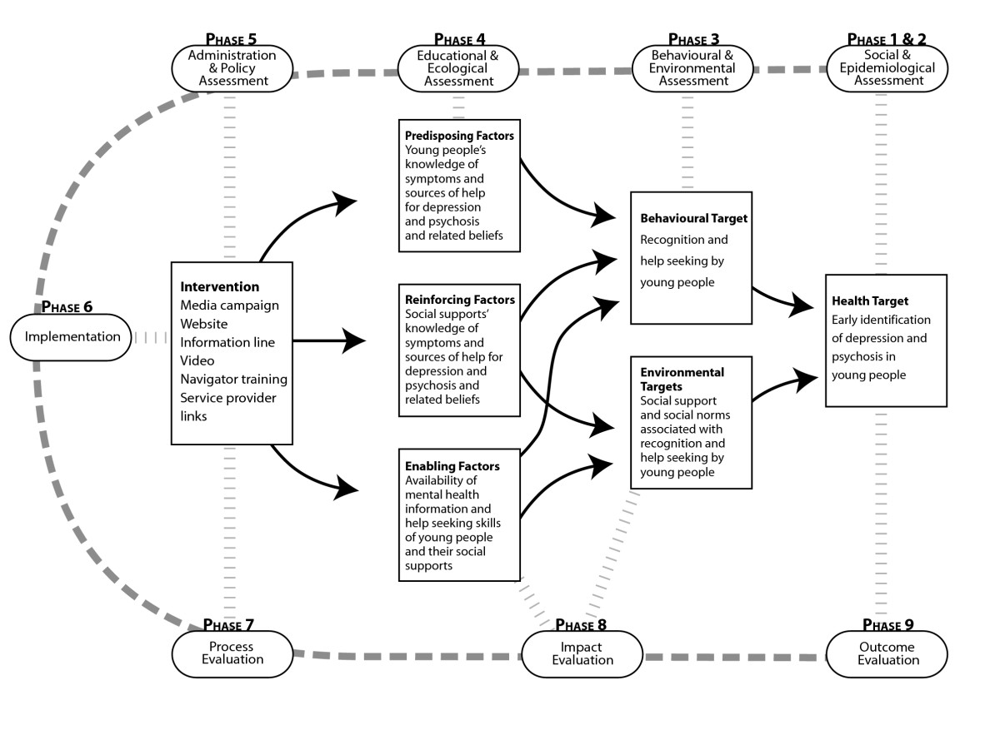 PHASE 5
Administration
& Policy
Assessment
PHASE 4
Educational &
Ecological
Assessment
PHASE 3
Behavioural &
Environmental
Assessment
PHASE 1 & 2
Social &
Epidemiological
Assessment
Predisposing Factors
Young people’s
knowledge of
symptoms and
sources of help
for depression
and psychosis
and related beliefs
Behavioural Target
Recognition and
help seeking by
young people
Intervention
Media campaign
Website
Information line
Video
Navigator training
Service provider
links
Reinforcing Factors
Social supports’
knowledge of
symptoms and
sources of help for
depression and
psychosis and
related beliefs
Health Target
Early identification
of depression and
psychosis in
young people
PHASE 6
Implementation
Environmental
Targets
Social support
and social norms
associated with
recognition and
help seeking by
young people
Enabling Factors
Availability of
mental health
information and
help seeking skills
of young people
and their social
supports
PHASE 7
Process
Evaluation
PHASE 8
Impact
Evaluation
PHASE 9
Outcome
Evaluation